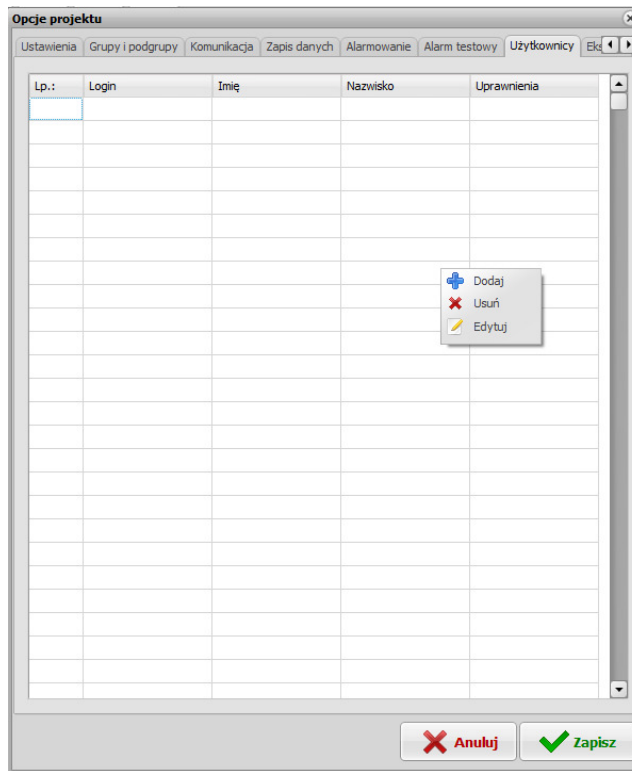 Opcje projektu
Ustawienia Grupy i podgrupy Komunikacja Zapis danych Alarmowanie Alarm testowy Użytkownicy Eks
Lp.: Login Imię Nazwisko Uprawnienia
Dodaj
Usuń
Edytuj
Anuluj Zapisz